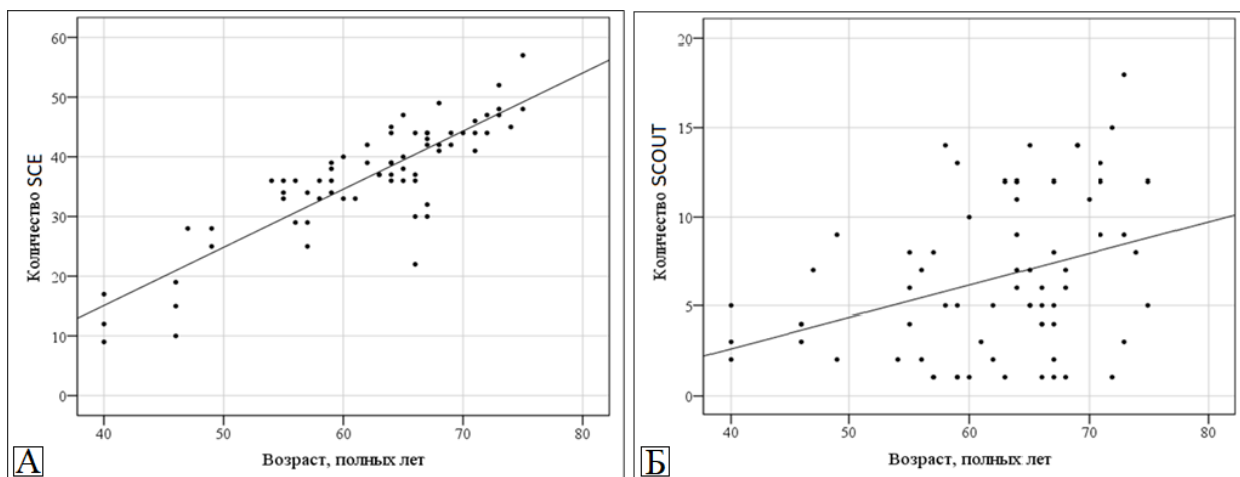 60
50
40
30
20
10
0
Количество SCE
40 50 60 70 80
Возраст, полных лет
А
20
15
10
5
0
Количество SCOUT
40 50 60 70 80
Возраст, полных лет
Б